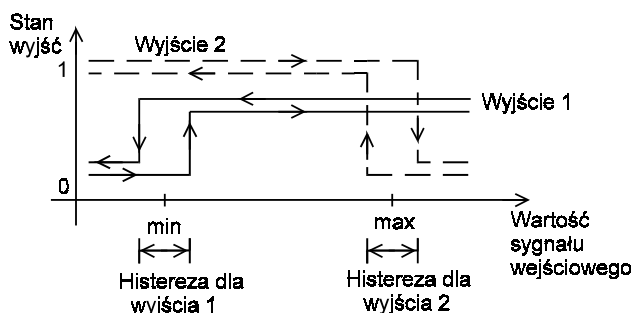 Stan
wyjść
Wyjście 2
1
Wyjście 1
0
min
max
Wartość
sygnału
wejściowego
Histereza dla
wyjścia 1
Histereza dla
wyjścia 2